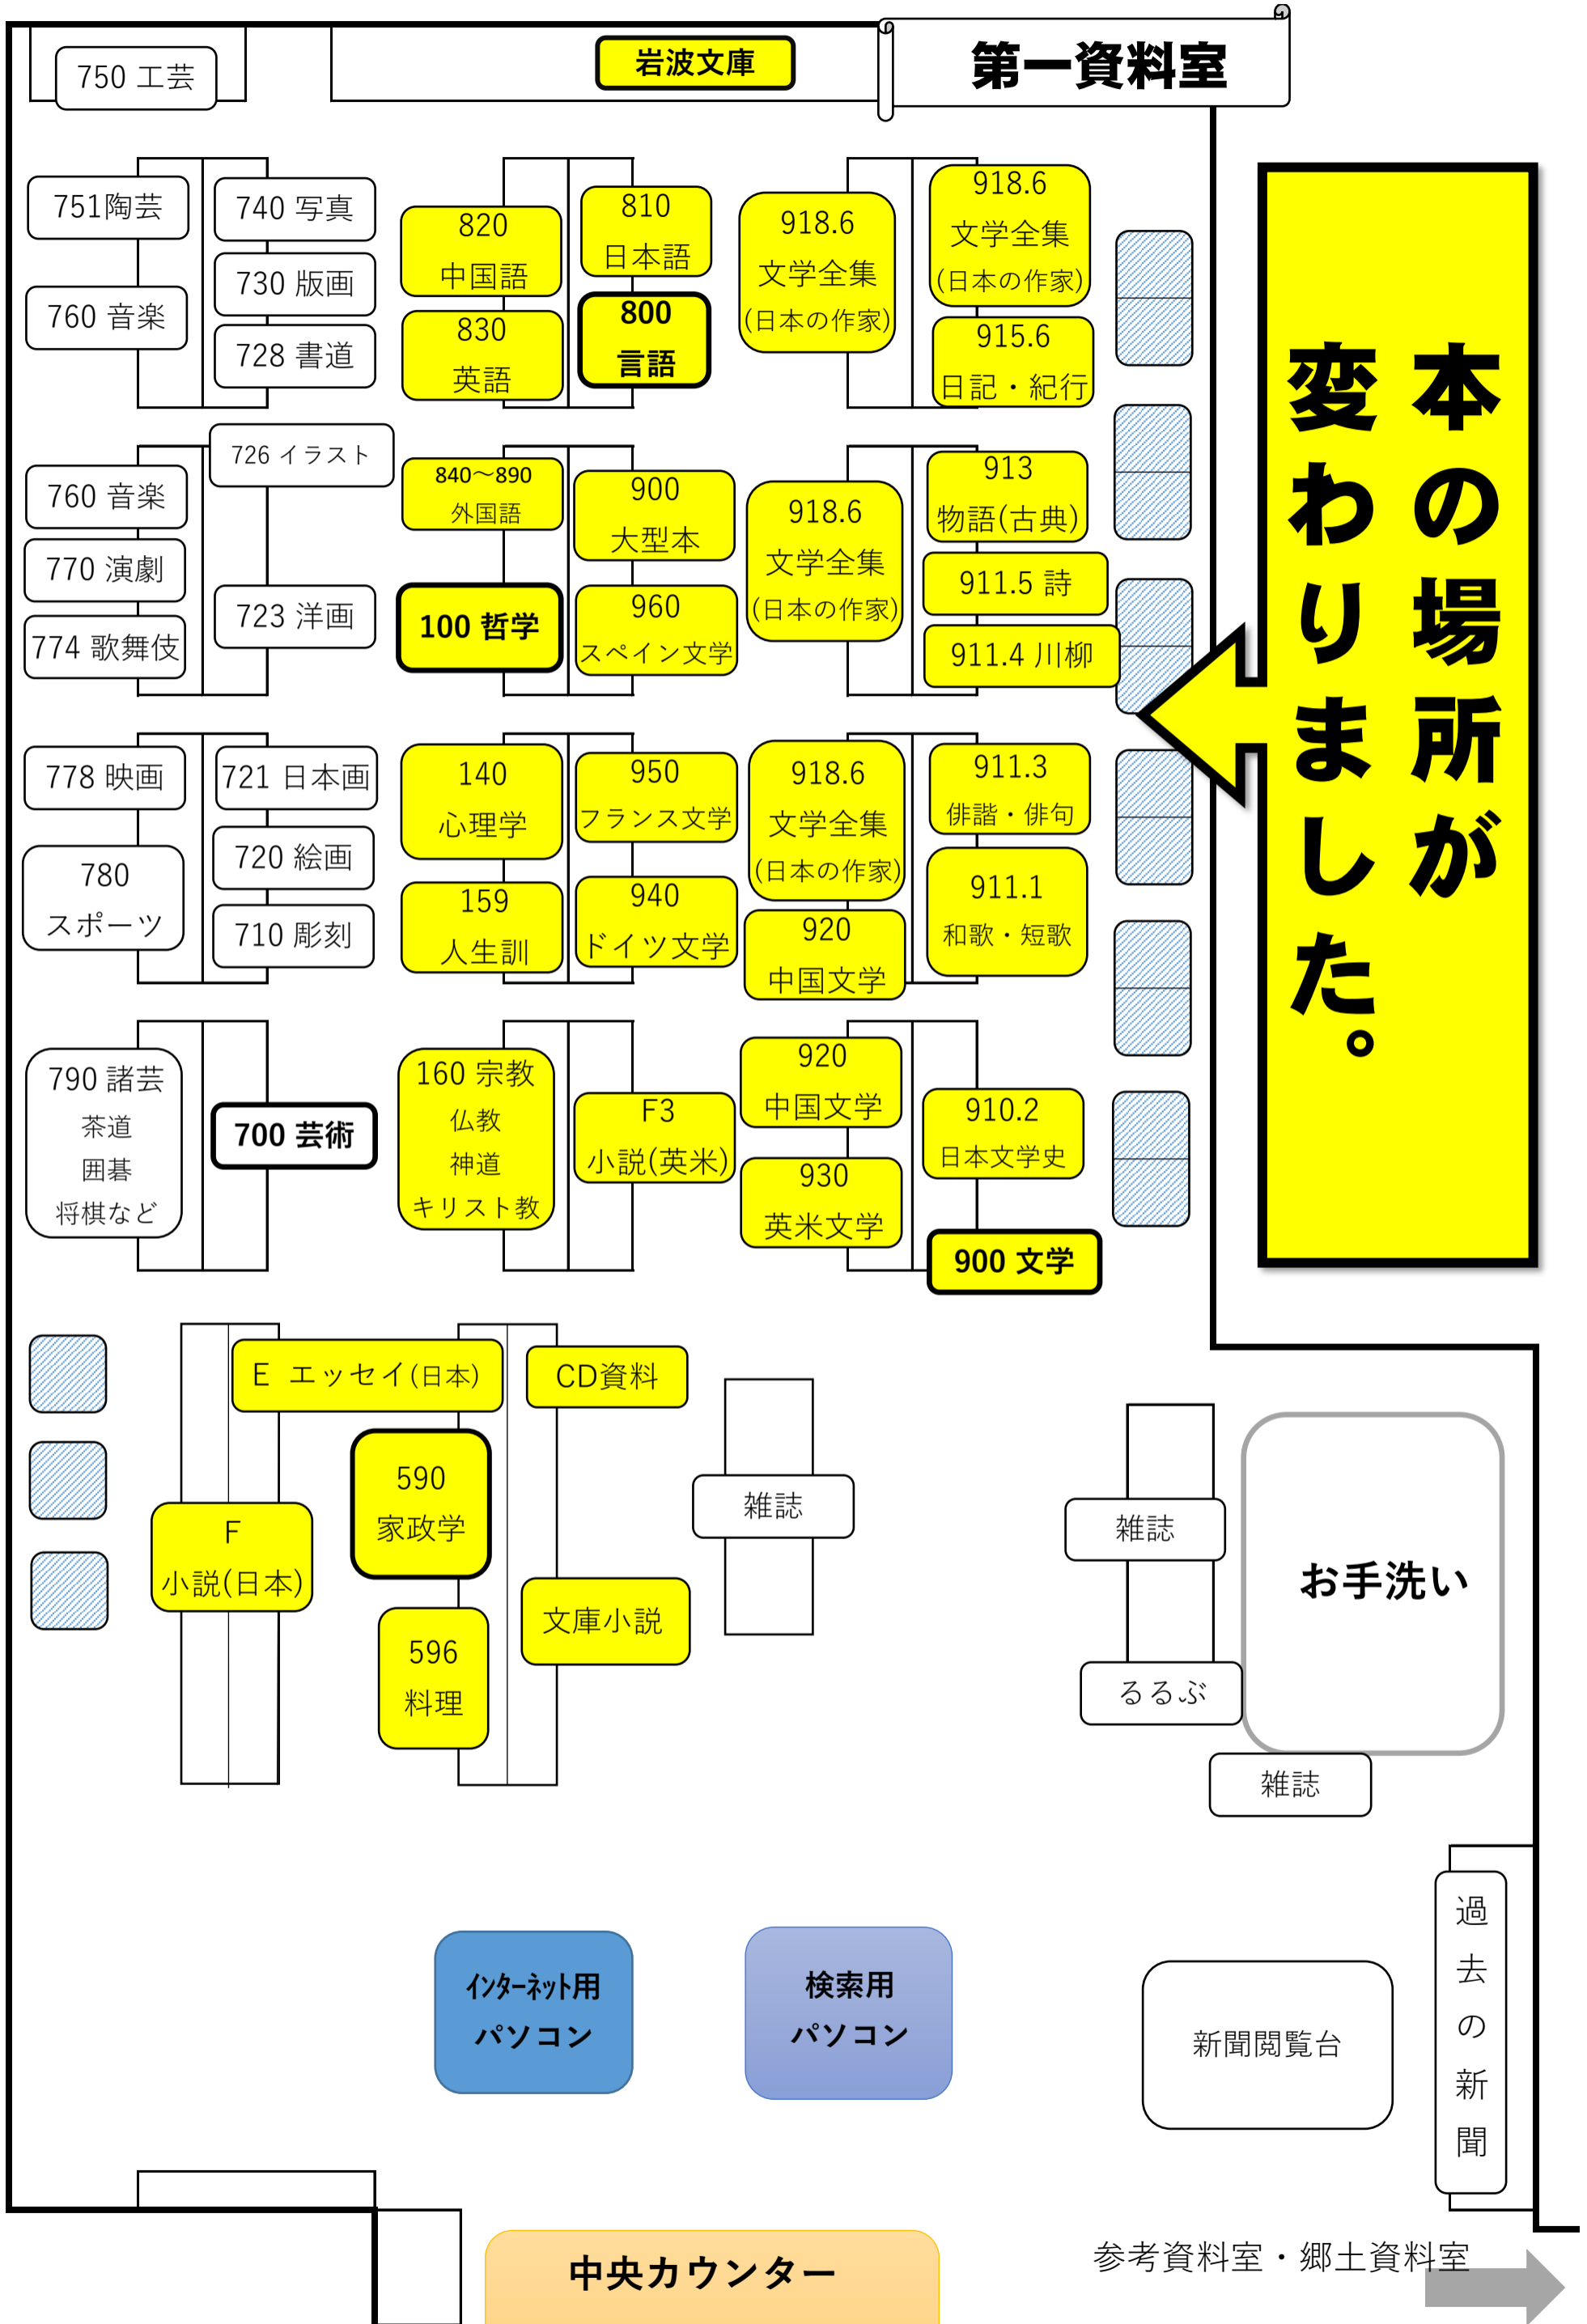 第一資料室
岩波文庫
750 工芸
本の場所が
変わりました。
751陶芸
760 音楽
740 写真
730 版画
728 書道
820
中国語
830
英語
810
日本語
800
言語
918.6
文学全集
(日本の作家)
918.6
文学全集
(日本の作家)
915.6
日記・紀行
760 音楽
770 演劇
774 歌舞伎
726 イラスト
723 洋画
840～890
外国語
100 哲学
900
大型本
960
スペイン文学
918.6
文学全集
(日本の作家)
913
物語(古典)
911.5 詩
911.4 川柳
778 映画
780
スポーツ
721 日本画
720 絵画
710 彫刻
140
心理学
159
人生訓
950
フランス文学
940
ドイツ文学
918.6
文学全集
(日本の作家)
920
中国文学
911.3
俳諧・俳句
911.1
和歌・短歌
790 諸芸
茶道
囲碁
将棋など
700 芸術
160 宗教
仏教
神道
キリスト教
F3
小説(英米)
920
中国文学
930
英米文学
910.2
日本文学史
900 文学
E エッセイ(日本)
F
小説(日本)
590
家政学
596
料理
CD資料
文庫小説
雑誌
雑誌
るるぶ
お手洗い
雑誌
インターネット用
パソコン
検索用
パソコン
新聞閲覧台
過去の新聞
中央カウンター
参考資料室・郷土資料室